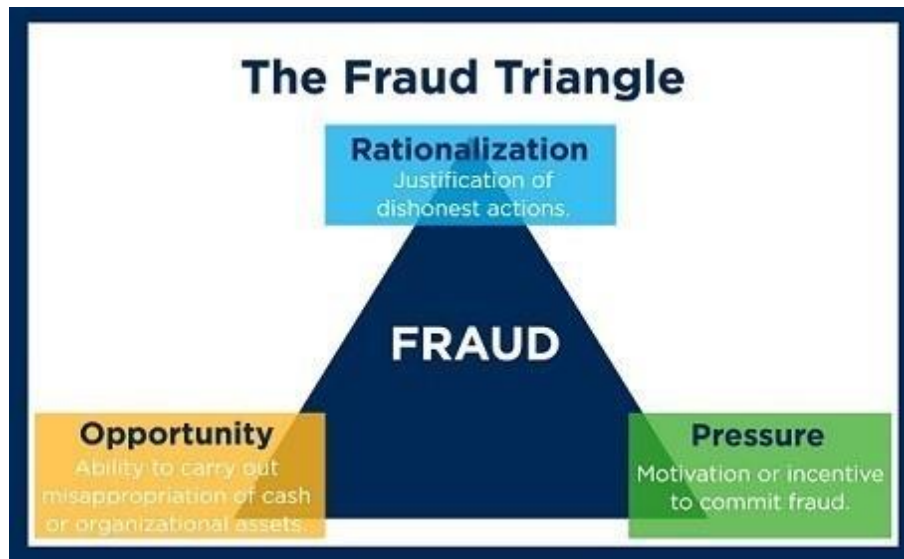 The Fraud Triangle
Rationalization
Justification of
dishonest actions.
FRAUD
Opportunity
Ability to carry out
misappropriation of cash
or organizational assets.
Pressure
Motivation or incentive
to commit fraud.